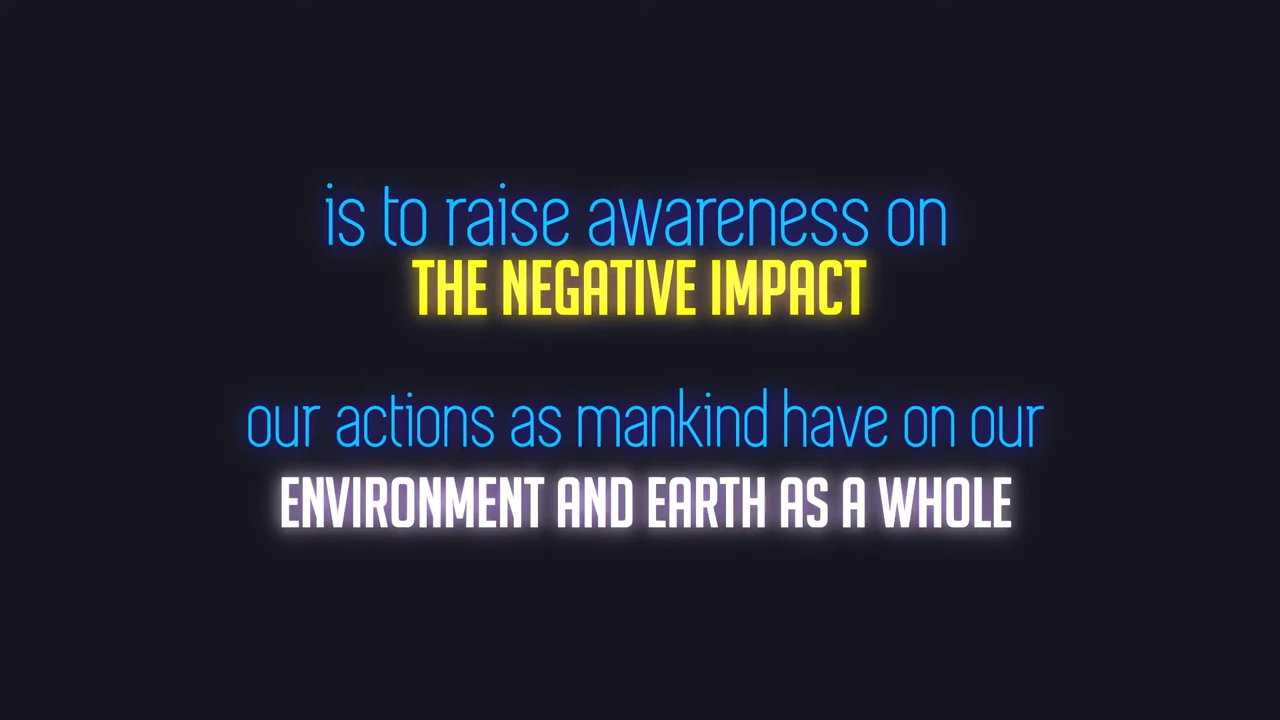 is to raise awareness on
THE NEGATIVE IMPACT
our actions as mankind have on our
ENVIRONMENT AND EARTH AS A WHOLE